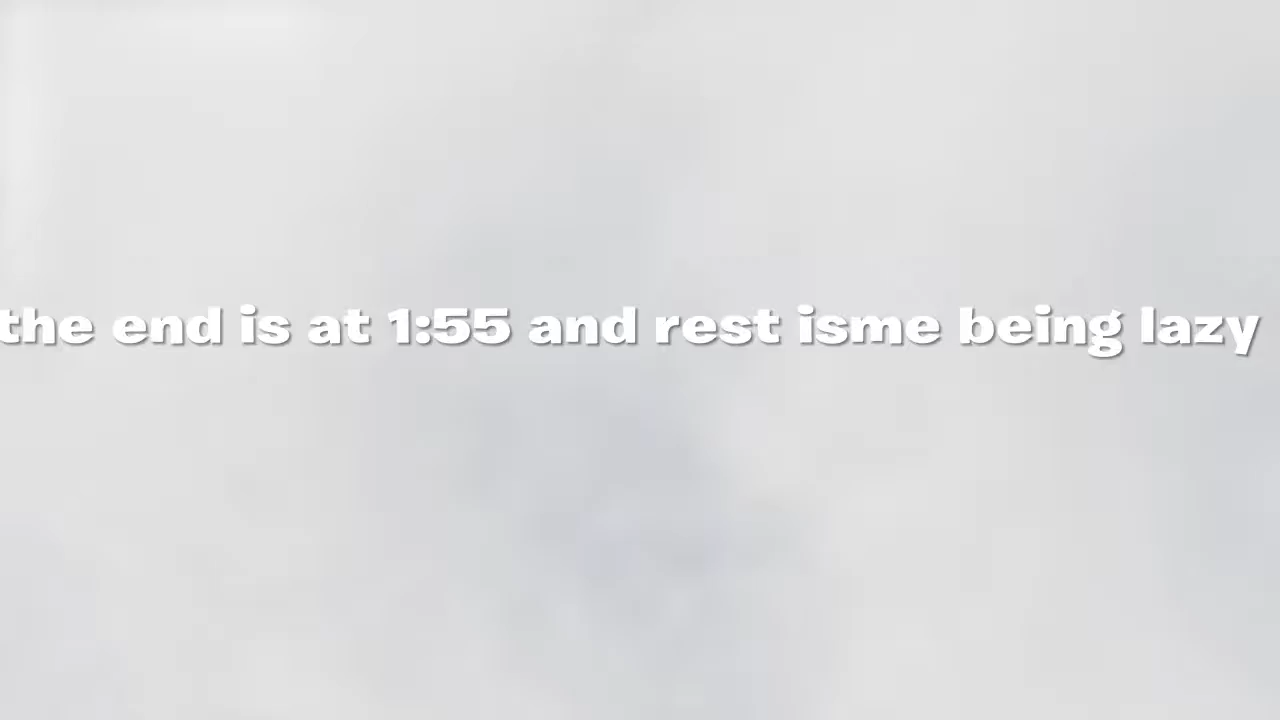 the end is at 1:55 and rest isme being lazy